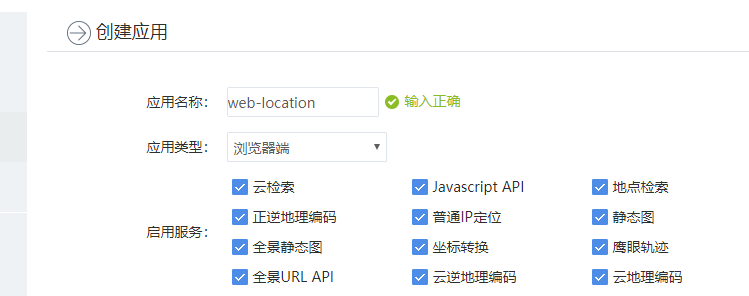 创建应用
应用名称： web-location 输入正确
应用类型： 浏览器端
启用服务：
云检索 Javascript API 地点检索
正逆地理编码 普通IP定位 静态图
全景静态图 坐标转换 鹰眼轨迹
全景URL API 云逆地理编码 云地理编码